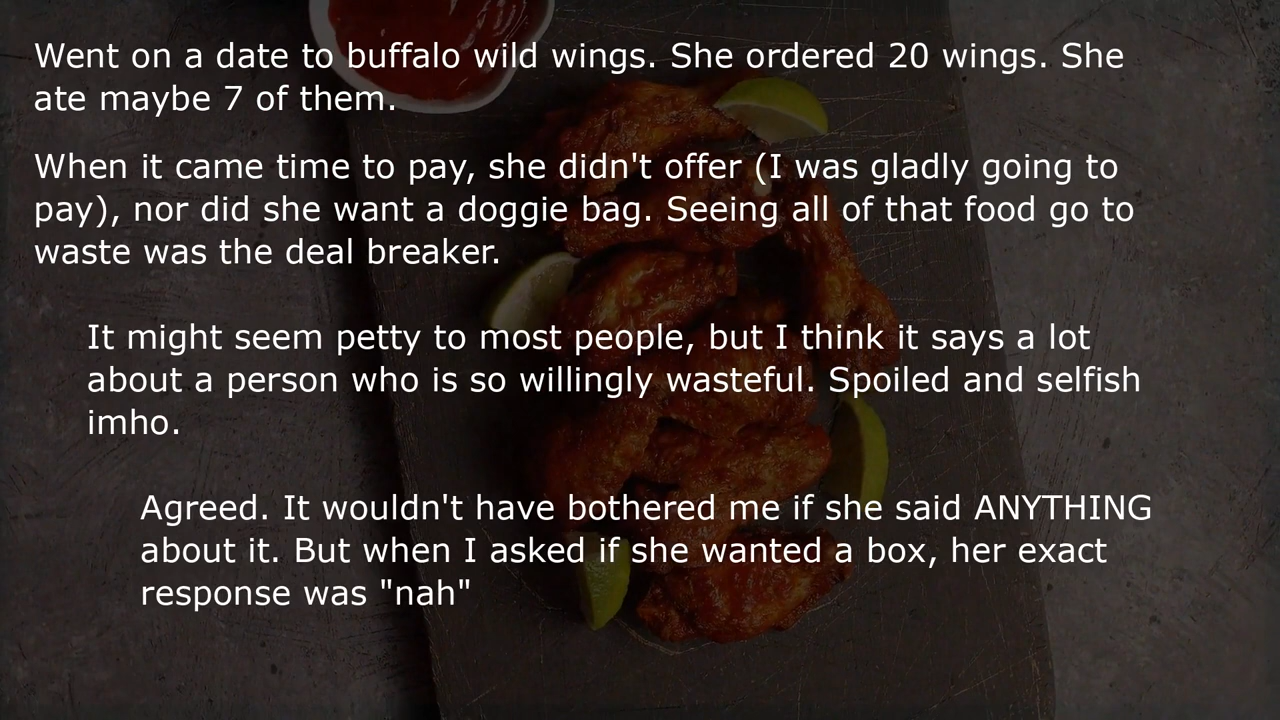 Went on a date to buffalo wild wings. She ordered 20 wings. She
ate maybe 7 of them.
When it came time to pay, she didn't offer (I was gladly going to
pay), nor did she want a doggie bag. Seeing all of that food go to
waste was the deal breaker.
It might seem petty to most people, but I think it says a lot
about a person who is so willingly wasteful. Spoiled and selfish
imho.
Agreed. It wouldn't have bothered me if she said ANYTHING
about it. But when I asked if she wanted a box, her exact
response was "nah"